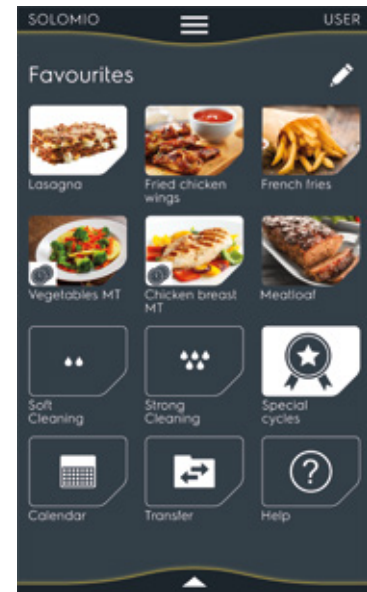 SOLOMIO
USER
Favourites
Lasagna
Fried chicken
wings
French fries
Vegetables MT
Chicken breast
MT
Meatloaf
Soft
Cleaning
Strong
Cleaning
Special
cycles
Calendar
Transfer
?
Help